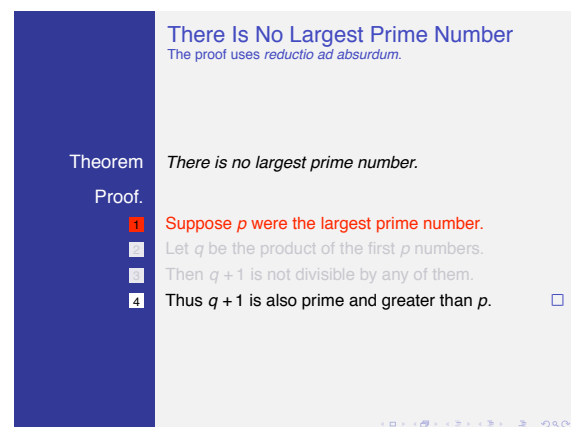 There Is No Largest Prime Number
The proof uses reductio ad absurdum.
Theorem There is no largest prime number.
Proof.
1 Suppose p were the largest prime number.
2 Let q be the product of the first p numbers.
3 Then q + 1 is not divisible by any of them.
4 Thus q + 1 is also prime and greater than p. □